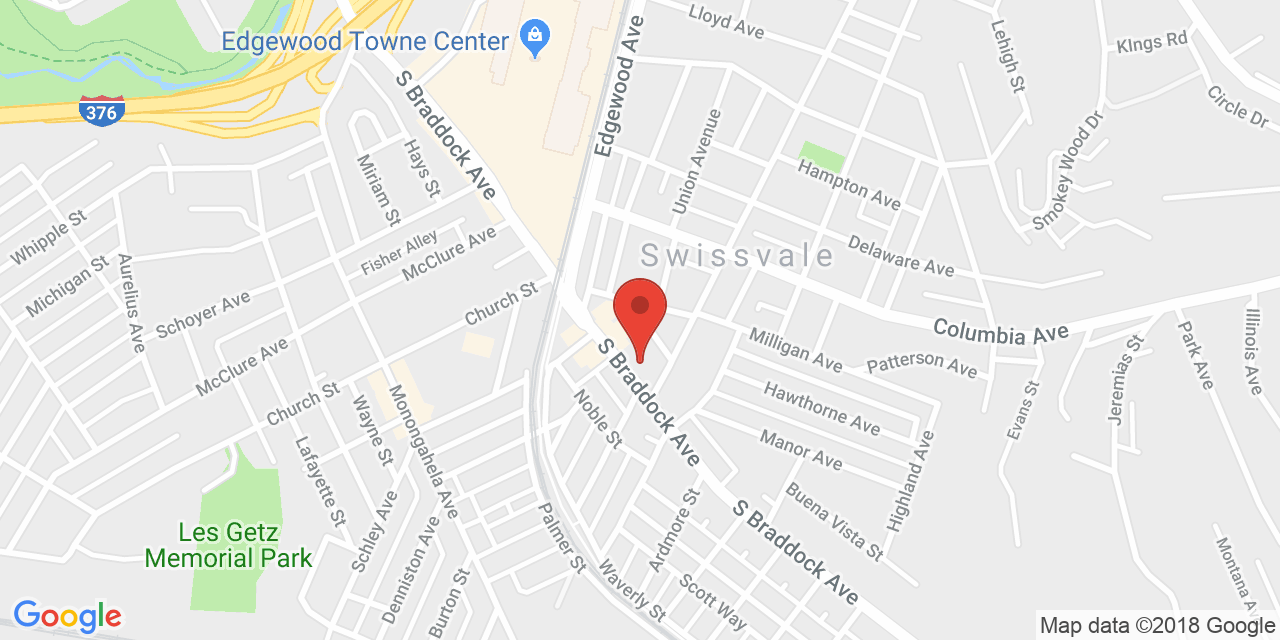 Lloyd Ave
Lehigh St
KIngs Rd
Edgewood Towne Center
Edgewood Ave
S Braddock Ave
376
Circle Dr
Union Avenue
Hays St
Miriam St
Hampton Ave
Smokey Wood Dr
Whipple St
Fisher Alley
McClure Ave
Swissvale
Delaware Ave
Michigan St
Aurelius Ave
Schoyer Ave
Church St
Columbia Ave
Illinois Ave
McClure Ave
S Braddock Ave
Milligan Ave
Patterson Ave
Jeremias St
Park Ave
Church St
Wayne St
Monongahela Ave
Noble St
Hawthorne Ave
Evans St
Manor Ave
Highland Ave
Lafayette St
Schley Ave
Buena Vista St
Les Getz
Memorial Park
Palmer St
Ardmore St
S Braddock Ave
Denniston Ave
Burton St
Waverly St
Scott Way
Montana Ave
Google
Map data ©2018 Google